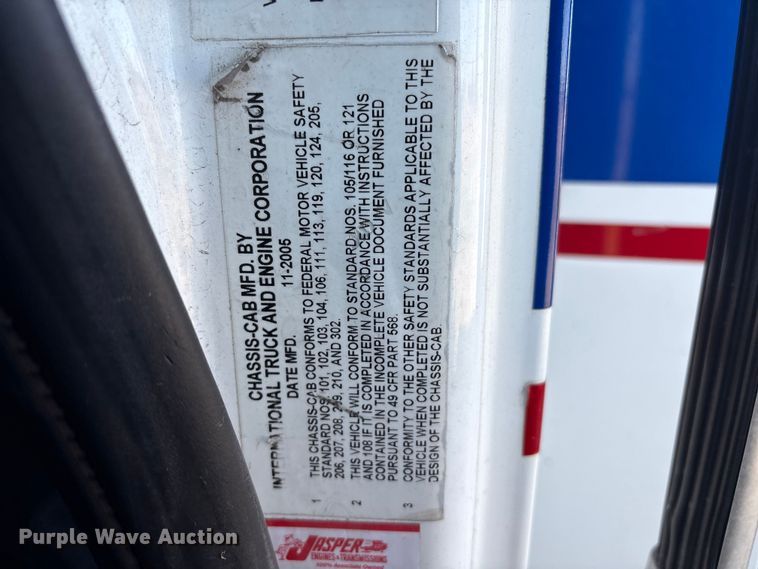 CHASSIS-CAB MFD. BY
INTERNATIONAL TRUCK AND ENGINE CORPORATION
DATE MFD. 11-2005
1 THIS CHASSIS-CAB CONFORMS TO FEDERAL MOTOR VEHICLE SAFETY
STANDARD NOS. 101, 102, 103, 104, 106, 111, 113, 119, 120, 124, 205,
206, 207, 208, 209, 210, AND 302.
2 THIS VEHICLE WILL CONFORM TO STANDARD NOS. 105/116 OR 121
AND 108 IF IT IS COMPLETED IN ACCORDANCE WITH INSTRUCTIONS
CONTAINED IN THE INCOMPLETE VEHICLE DOCUMENT FURNISHED
PURSUANT TO 49 CFR PART 568.
3 CONFORMITY TO THE OTHER SAFETY STANDARDS APPLICABLE TO THIS
VEHICLE WHEN COMPLETED IS NOT SUBSTANTIALLY AFFECTED BY THE
DESIGN OF THE CHASSIS-CAB.
JASPER
ENGINES & TRANSMISSIONS
100% Associate Owned
Purple Wave Auction